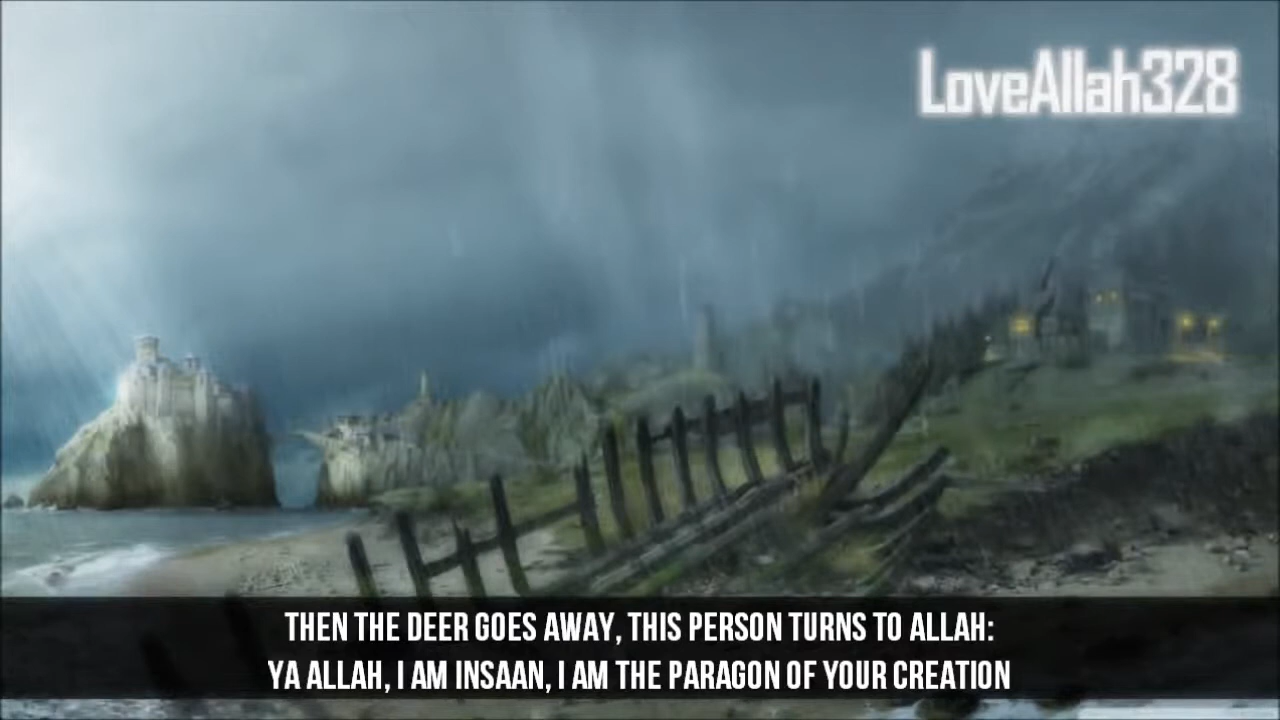 LoveAllah328
THEN THE DEER GOES AWAY, THIS PERSON TURNS TO ALLAH:
YA ALLAH, I AM INSAAN, I AM THE PARAGON OF YOUR CREATION